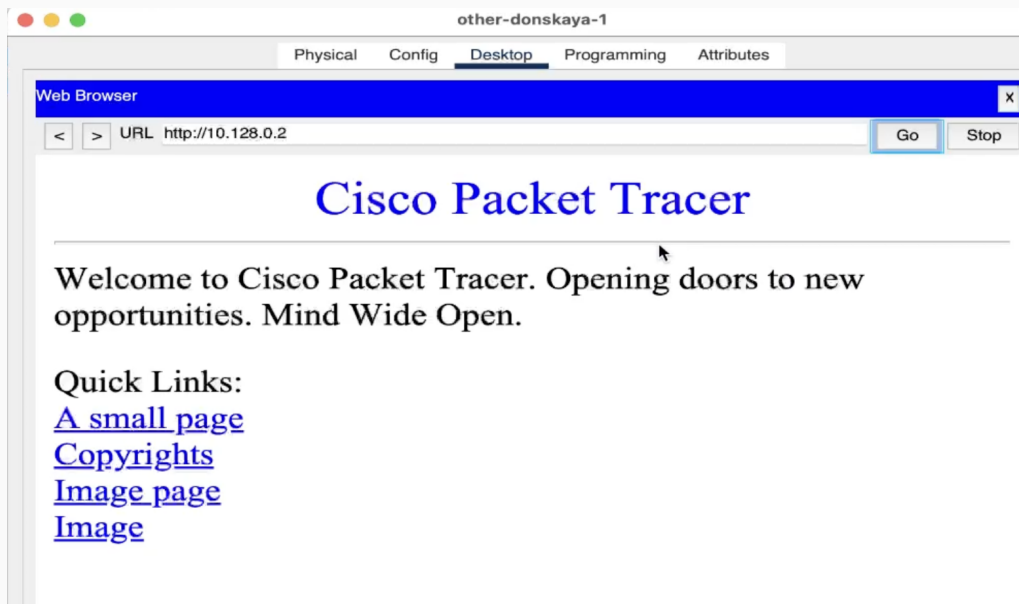 other-donskaya-1
Physical Config Desktop Programming Attributes
Web Browser X
< > URL http://10.128.0.2 Go Stop
Cisco Packet Tracer
Welcome to Cisco Packet Tracer. Opening doors to new
opportunities. Mind Wide Open.
Quick Links:
A small page
Copyrights
Image page
Image